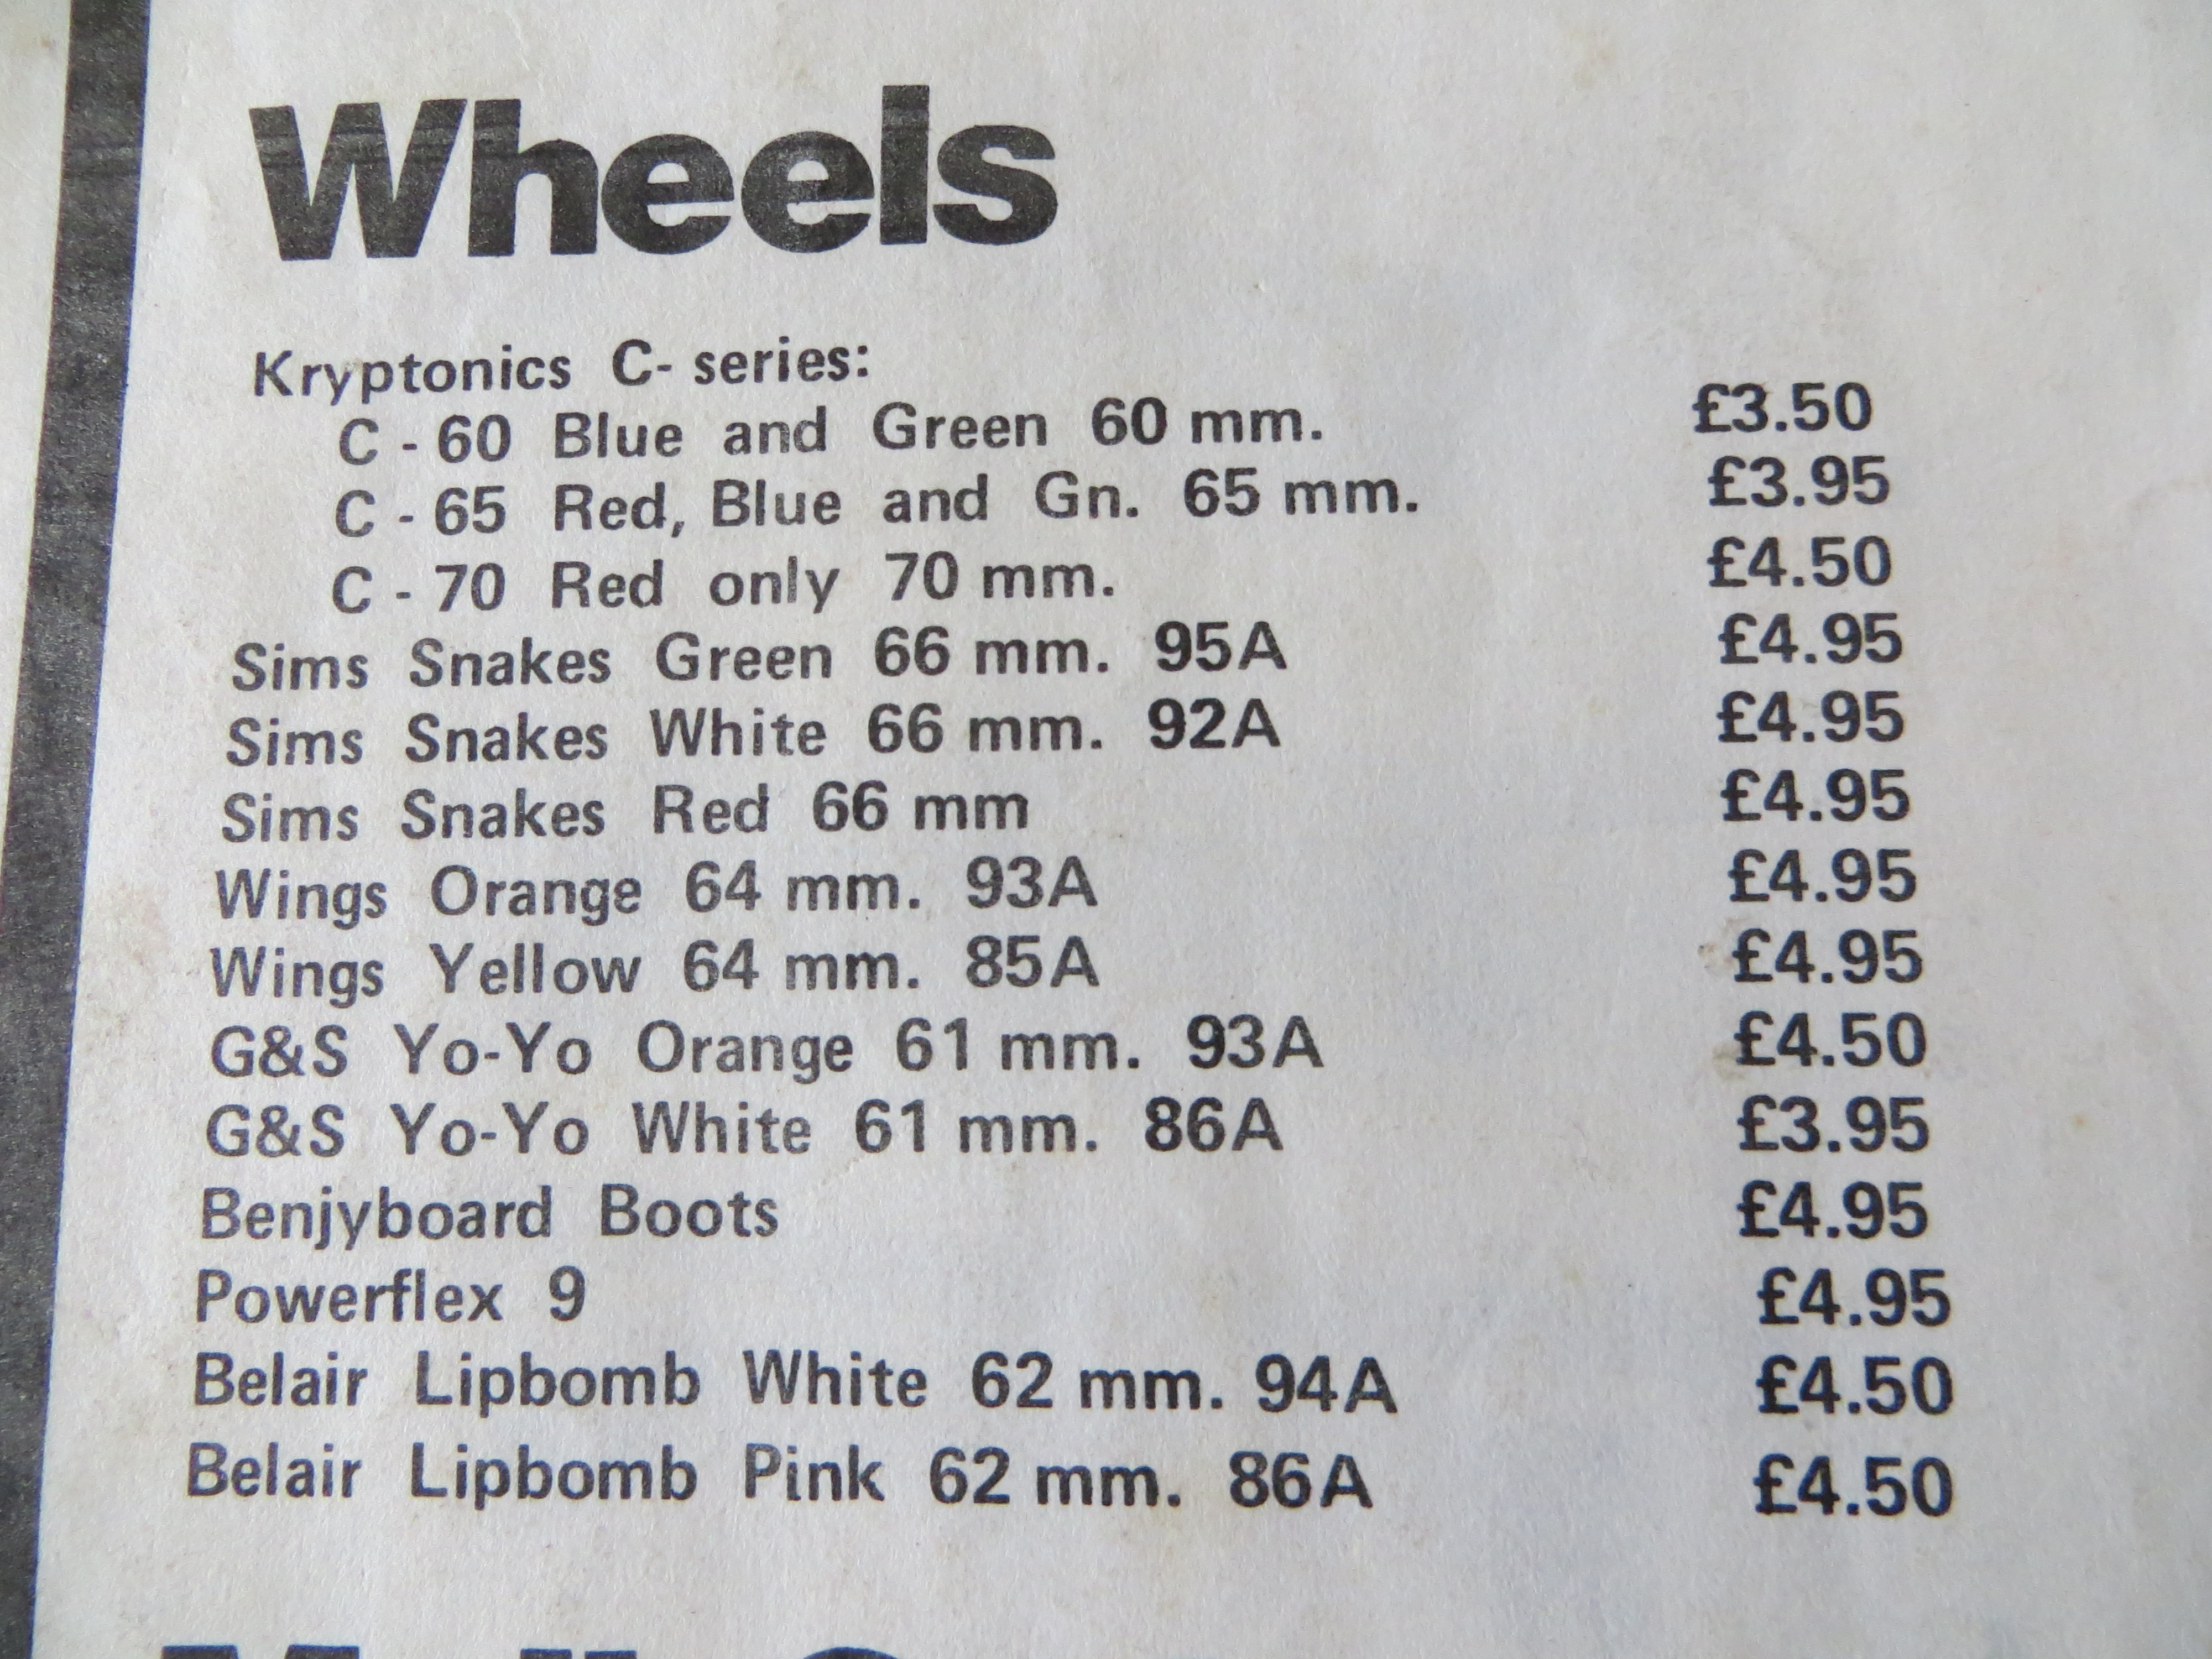 Wheels
Kryptonics C- series:
C - 60 Blue and Green 60 mm. £3.50
C - 65 Red, Blue and Gn. 65 mm. £3.95
C - 70 Red only 70 mm. £4.50
Sims Snakes Green 66 mm. 95A £4.95
Sims Snakes White 66 mm. 92A £4.95
Sims Snakes Red 66 mm £4.95
Wings Orange 64 mm. 93A £4.95
Wings Yellow 64 mm. 85A £4.95
G&S Yo-Yo Orange 61 mm. 93A £4.50
G&S Yo-Yo White 61 mm. 86A £3.95
Benjyboard Boots £4.95
Powerflex 9 £4.95
Belair Lipbomb White 62 mm. 94A £4.50
Belair Lipbomb Pink 62 mm. 86A £4.50